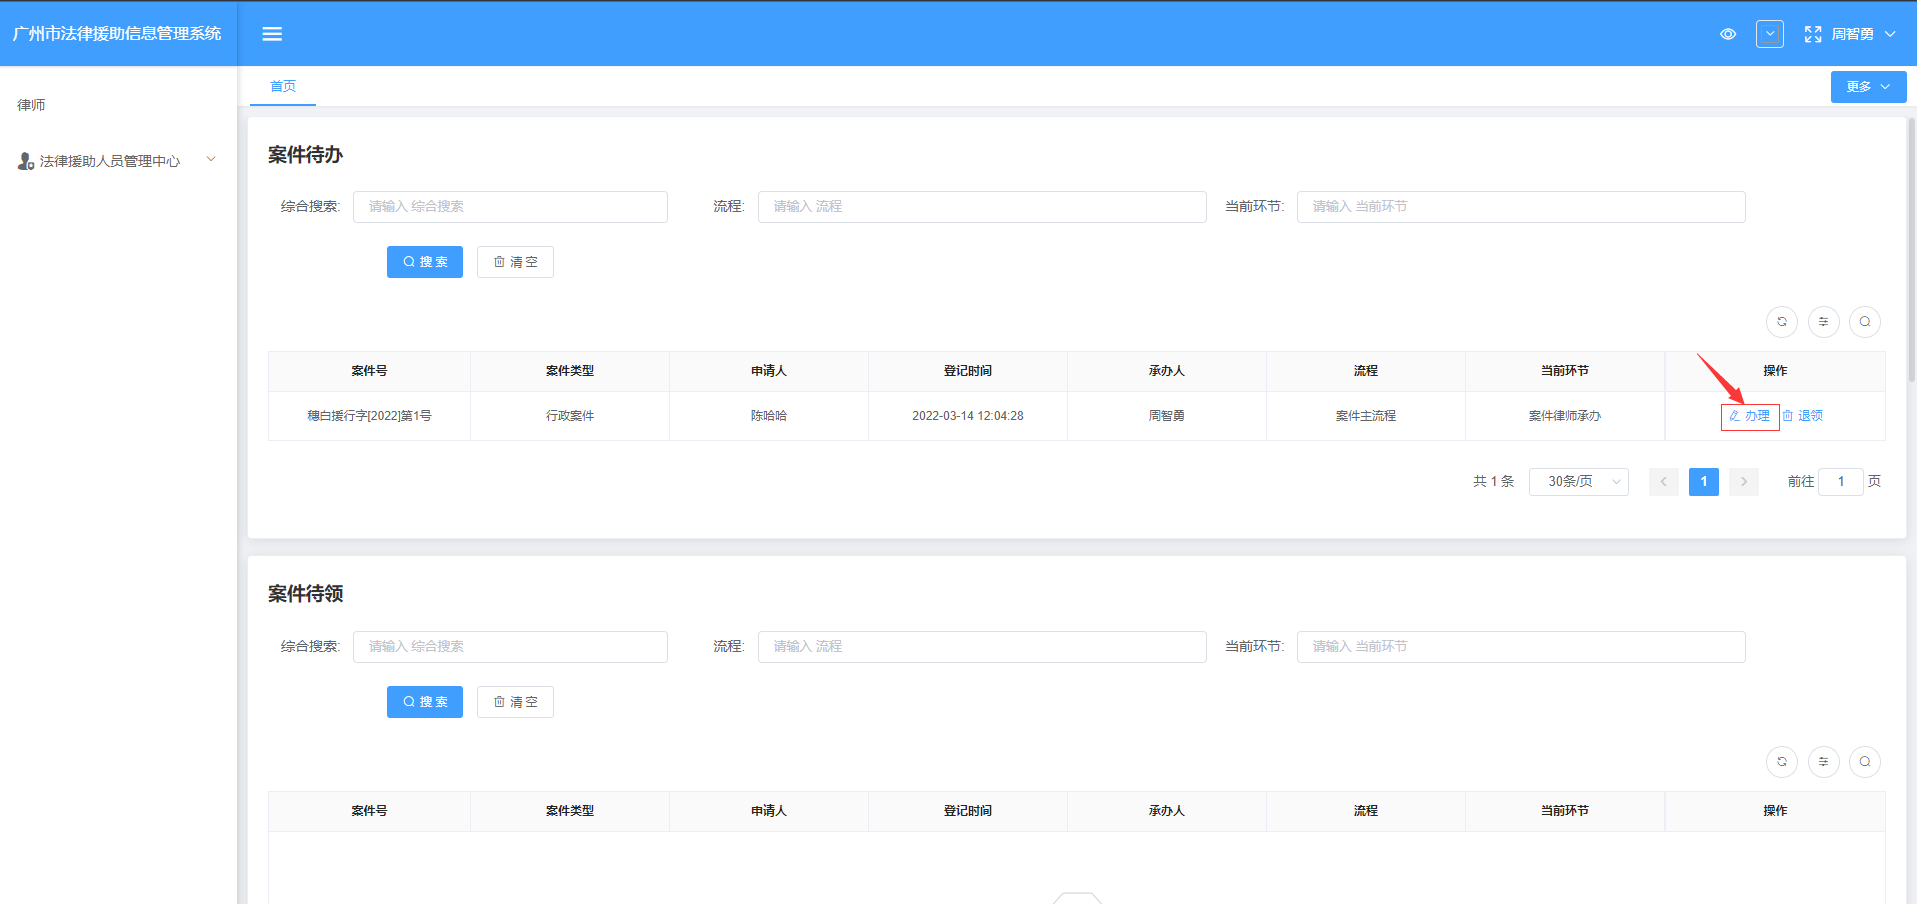 广州市法律援助信息管理系统
周智勇
律师
法律援助人员管理中心
首页
更多
案件待办
综合搜索: 请输入 综合搜索 流程: 请输入 流程 当前环节: 请输入 当前环节
搜 索 清 空
案件号 案件类型 申请人 登记时间 承办人 流程 当前环节 操作
穗白援行字[2022]第1号 行政案件 陈哈哈 2022-03-14 12:04:28 周智勇 案件主流程 案件律师承办 办理 退领
共 1 条 30条/页 1 前往 1 页
案件待领
综合搜索: 请输入 综合搜索 流程: 请输入 流程 当前环节: 请输入 当前环节
搜 索 清 空
案件号 案件类型 申请人 登记时间 承办人 流程 当前环节 操作